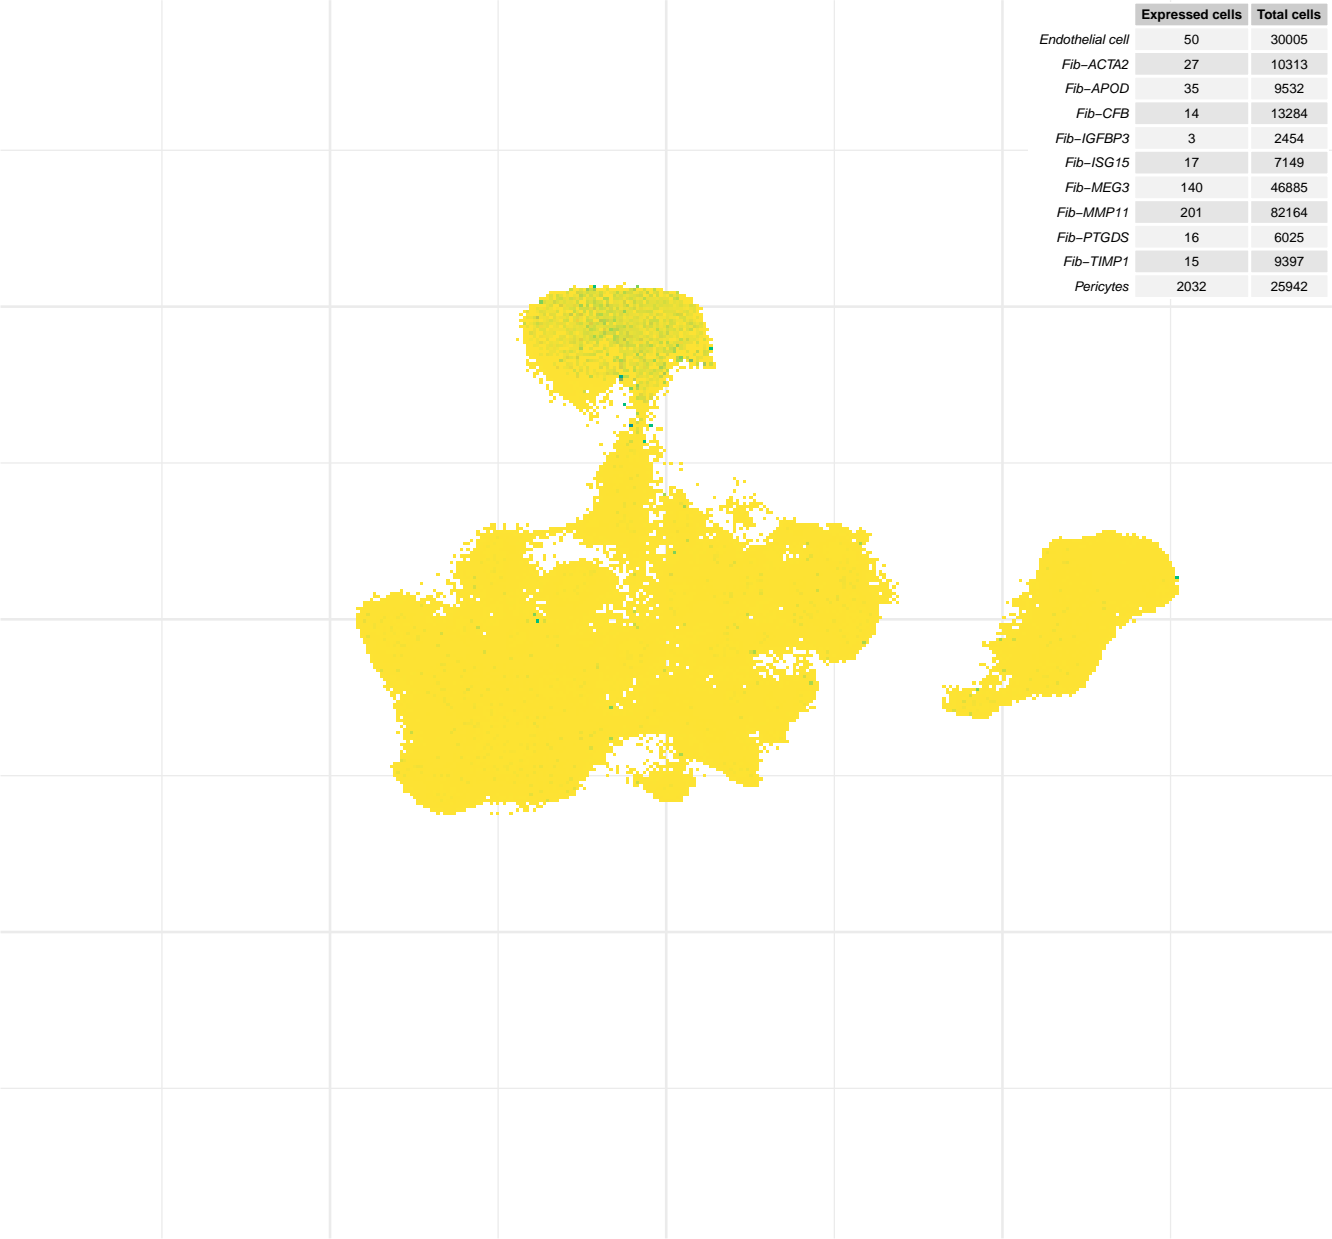 Expressed cells Total cells
Endothelial cell 50 30005
Fib−ACTA2 27 10313
Fib−APOD 35 9532
Fib−CFB 14 13284
Fib−IGFBP3 3 2454
Fib−ISG15 17 7149
Fib−MEG3 140 46885
Fib−MMP11 201 82164
Fib−PTGDS 16 6025
Fib−TIMP1 15 9397
Pericytes 2032 25942